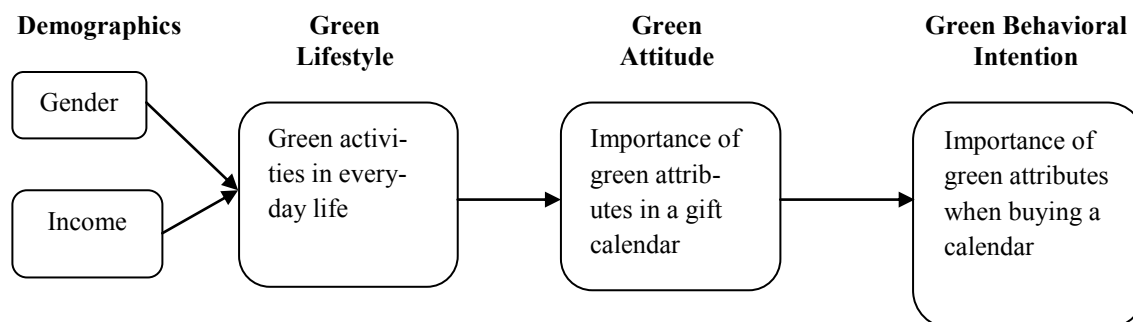 Demographics
Green
Lifestyle
Green
Attitude
Green Behavioral
Intention
Gender
Income
Green activi-
ties in every-
day life
Importance of
green attrib-
utes in a gift
calendar
Importance of
green attributes
when buying a
calendar